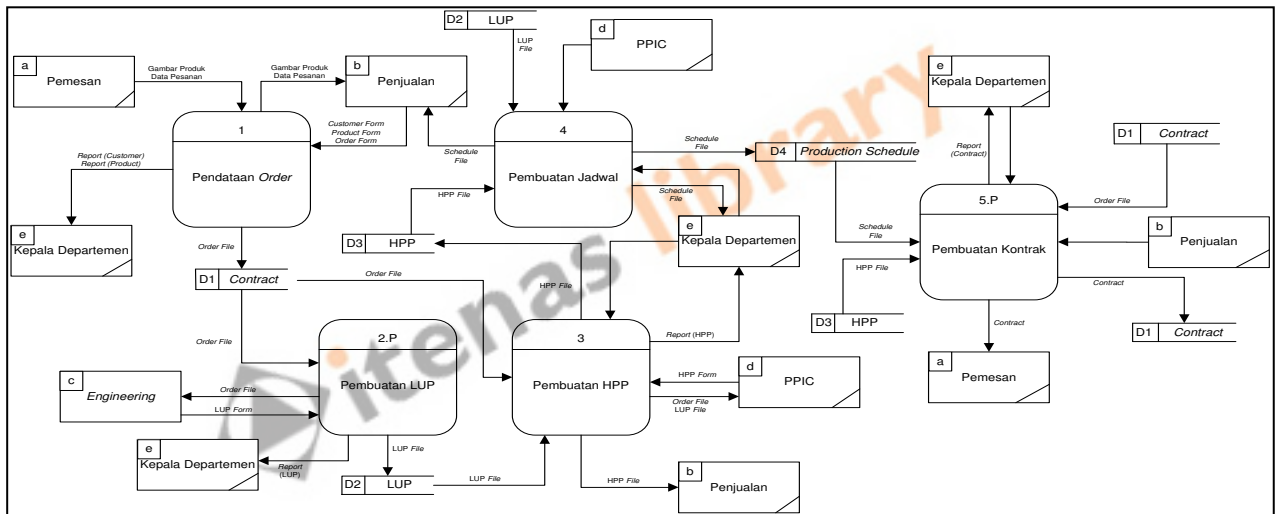 D2 LUP
LUP
File
d
PPIC
a
Pemesan
Gambar Produk
Data Pesanan
Gambar Produk
Data Pesanan
b
Penjualan
e
Kepala Departemen
1
Pendataan Order
Customer Form
Product Form
Order Form
Schedule
File
4
Pembuatan Jadwal
Schedule
File
D4 Production Schedule
Schedule
File
Report
(Contract)
D1 Contract
Report (Customer)
Report (Product)
HPP File
5.P
Pembuatan Kontrak
Order File
b
Penjualan
e
Kepala Departemen
Order File
D3 HPP
e
Kepala Departemen
Schedule
File
HPP File
Contract
D1 Contract
Order File
HPP File
D3 HPP
D1 Contract
Contract
Order File
2.P
Pembuatan LUP
3
Pembuatan HPP
Report (HPP)
a
Pemesan
c
Engineering
Order File
LUP Form
HPP Form
Order File
LUP File
d
PPIC
e
Kepala Departemen
Report
(LUP)
LUP File
D2 LUP
LUP File
HPP File
b
Penjualan
itenas library